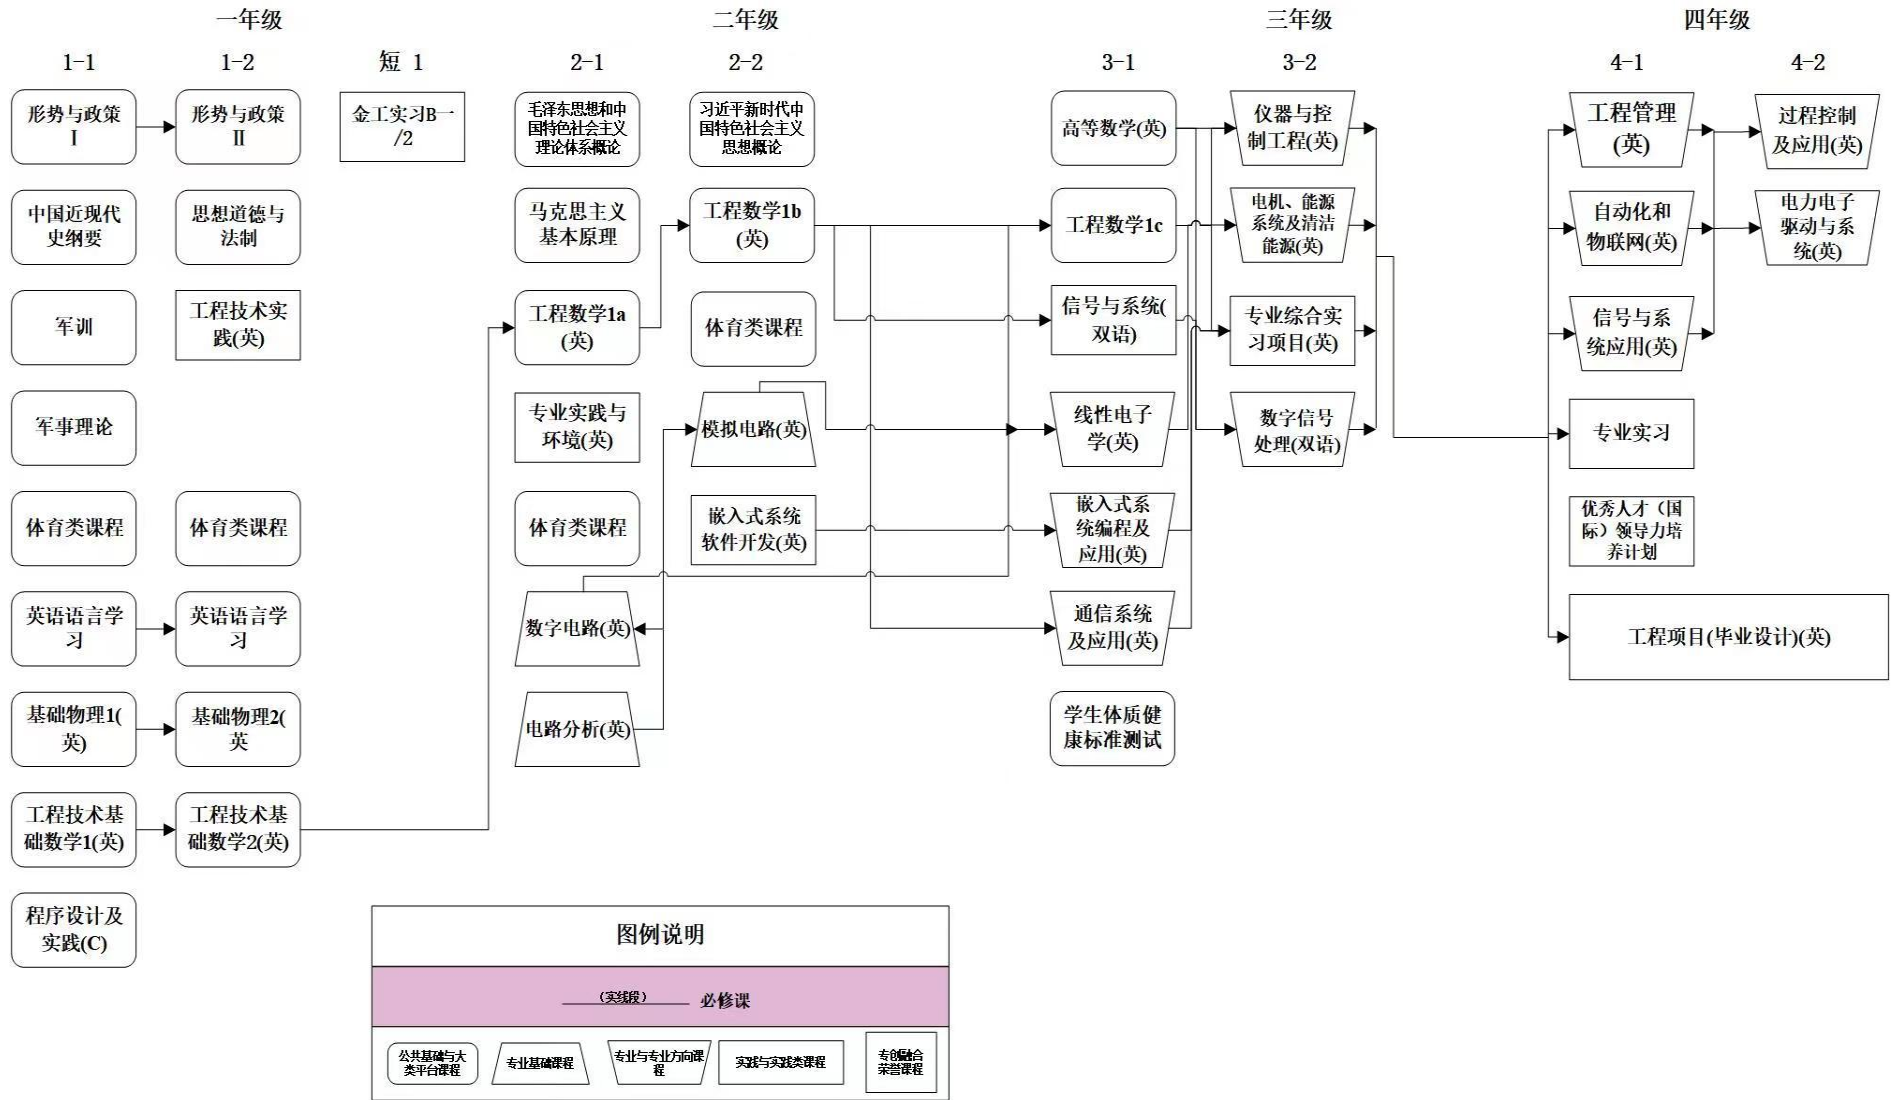 一年级
二年级
三年级
四年级
1-1
1-2
短 1
2-1
2-2
3-1
3-2
4-1
4-2
形势与政策
Ⅰ
中国近现代
史纲要
军训
军事理论
体育类课程
英语语言学
习
基础物理1(
英)
工程技术基
础数学1(英)
程序设计及
实践(C)
形势与政策
Ⅱ
思想道德与
法制
工程技术实
践(英)
体育类课程
英语语言学
习
基础物理2(
英
工程技术基
础数学2(英)
金工实习B一
/2
毛泽东思想和中
国特色社会主义
理论体系概论
马克思主义
基本原理
工程数学1a
(英)
专业实践与
环境(英)
体育类课程
数字电路(英)
电路分析(英)
习近平新时代中
国特色社会主义
思想概论
工程数学1b
(英)
体育类课程
模拟电路(英)
嵌入式系统
软件开发(英)
高等数学(英)
工程数学1c
信号与系统(
双语)
线性电子
学(英)
嵌入式系
统编程及
应用(英)
通信系统
及应用(英)
学生体质健
康标准测试
仪器与控
制工程(英)
电机、能源
系统及清洁
能源(英)
专业综合实
习项目(英)
数字信号
处理(双语)
工程管理
(英)
自动化和
物联网(英)
信号与系
统应用(英)
专业实习
优秀人才（国
际）领导力培
养计划
工程项目(毕业设计)(英)
过程控制
及应用(英)
电力电子
驱动与系
统(英)
图例说明
（实线段） 必修课
公共基础与大
类平台课程
专业基础课程
专业与专业方向课
程
实践与实践类课程
专创融合
荣誉课程